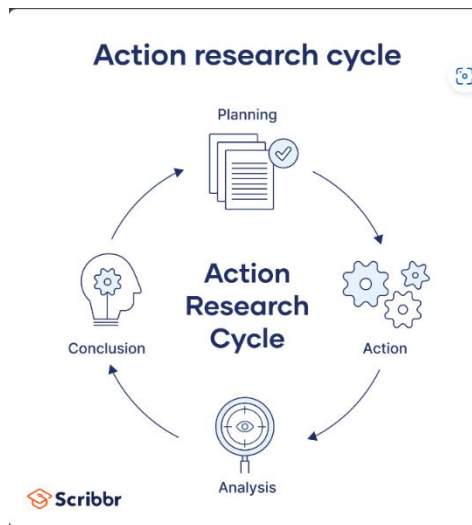 Action research cycle
Planning
Action
Research
Cycle
Conclusion
Action
Analysis
Scribbr